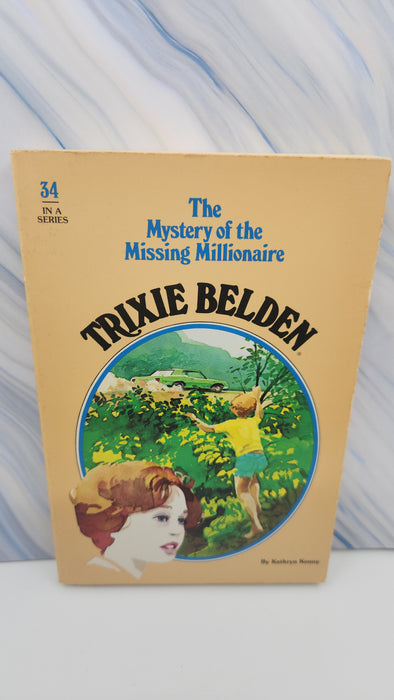 34
IN A
SERIES
The
Mystery of the
Missing Millionaire
TRIXIE BELDEN®
By Kathryn Kenny